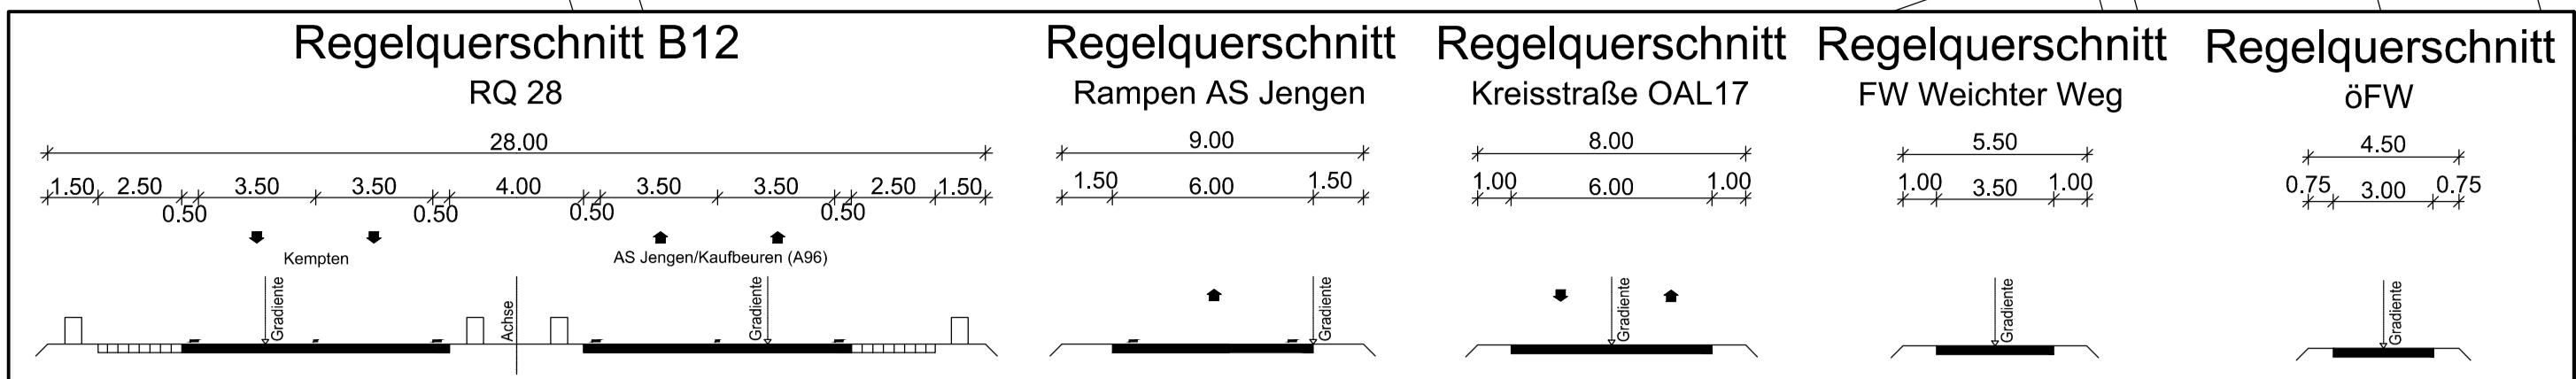 Regelquerschnitt B12
RQ 28
28.00
1.50 2.50 3.50 3.50 4.00 3.50 3.50 2.50 1.50
0.50 0.50 0.50 0.50
Kempten
AS Jengen/Kaufbeuren (A96)
Gradiente
Achse
Gradiente
Regelquerschnitt
Rampen AS Jengen
9.00
1.50 6.00 1.50
Gradiente
Regelquerschnitt
Kreisstraße OAL17
8.00
1.00 6.00 1.00
Gradiente
Regelquerschnitt
FW Weichter Weg
5.50
1.00 3.50 1.00
Gradiente
Regelquerschnitt
öFW
4.50
0.75 3.00 0.75
Gradiente